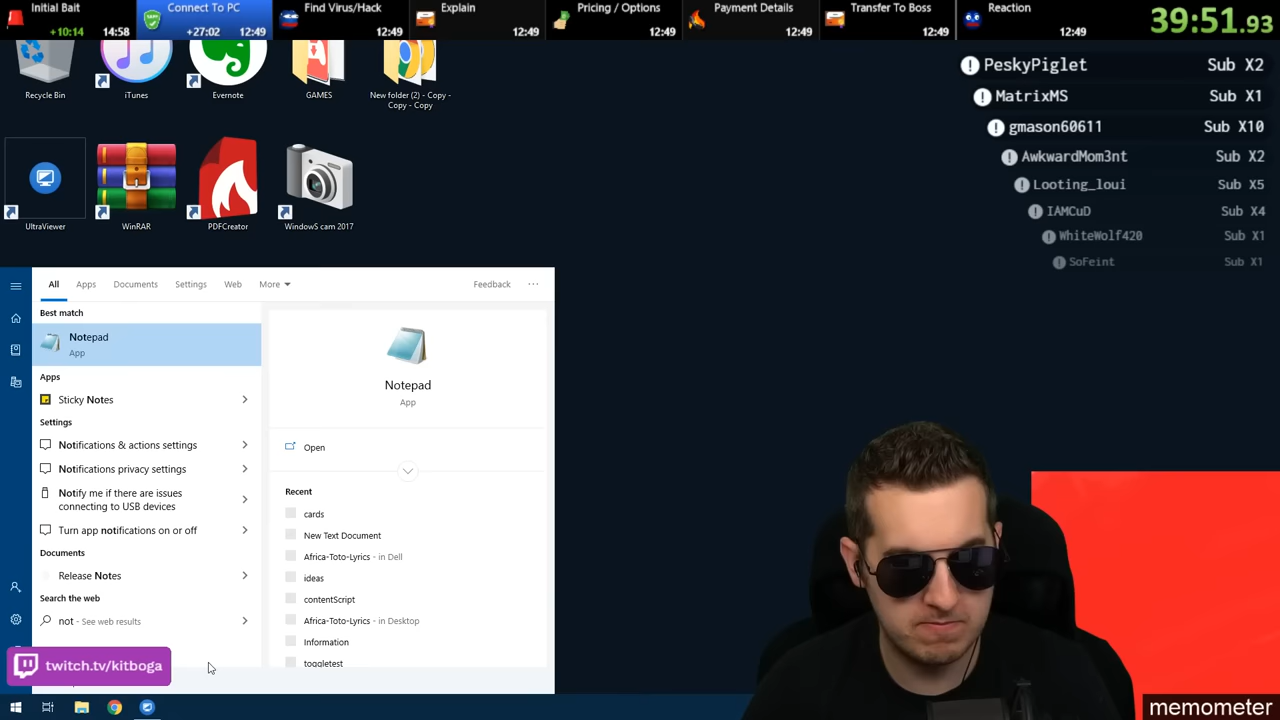 Initial Bait
+10:14 14:58
Connect To PC
+27:02 12:49
Find Virus/Hack
12:49
Explain
12:49
Pricing / Options
12:49
Payment Details
12:49
Transfer To Boss
12:49
Reaction
12:49
39:51.93
Recycle Bin
iTunes
Evernote
GAMES
New folder (2) - Copy -
Copy - Copy
UltraViewer
WinRAR
PDFCreator
WindowS cam 2017
PeskyPiglet Sub X2
MatrixMS Sub X1
gmason60611 Sub X10
AwkwardMom3nt Sub X2
Looting_loui Sub X5
IAMCuD Sub X4
WhiteWolf420 Sub X1
SoFeint Sub X1
All Apps Documents Settings Web More Feedback ...
Best match
Notepad
App
Apps
Sticky Notes
Settings
Notifications & actions settings
Notifications privacy settings
Notify me if there are issues
connecting to USB devices
Turn app notifications on or off
Documents
Release Notes
Search the web
not - See web results
Notepad
App
Open
Recent
cards
New Text Document
Africa-Toto-Lyrics - in Dell
ideas
contentScript
Africa-Toto-Lyrics - in Desktop
Information
toggletest
twitch.tv/kitboga
memometer